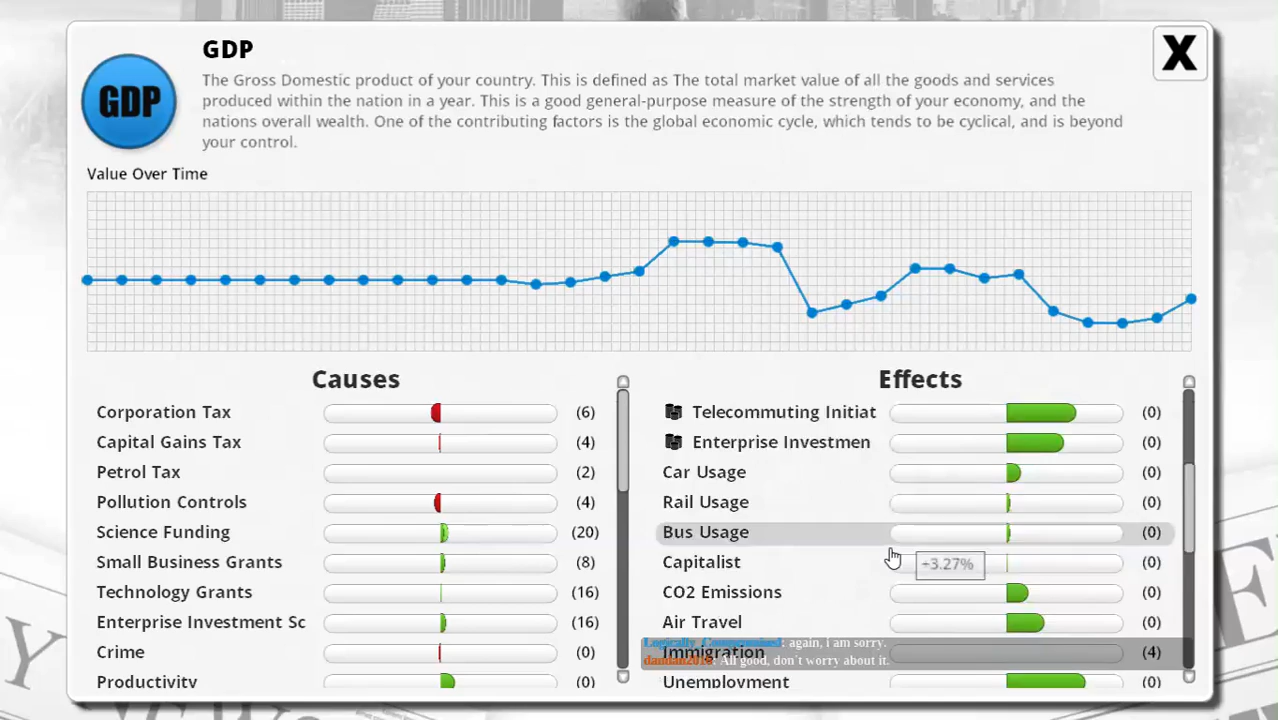 GDP
GDP
The Gross Domestic product of your country. This is defined as The total market value of all the goods and services
produced within the nation in a year. This is a good general-purpose measure of the strength of your economy, and the
nations overall wealth. One of the contributing factors is the global economic cycle, which tends to be cyclical, and is beyond
your control.
X
Value Over Time
Causes
Corporation Tax (6)
Capital Gains Tax (4)
Petrol Tax (2)
Pollution Controls (4)
Science Funding (20)
Small Business Grants (8)
Technology Grants (16)
Enterprise Investment Sc (16)
Crime (0)
Productivity (0)
Effects
Telecommuting Initiat (0)
Enterprise Investmen (0)
Car Usage (0)
Rail Usage (0)
Bus Usage (0)
Capitalist (0)
+3.27%
CO2 Emissions (0)
Air Travel (0)
Immigration (4)
Unemployment (0)
: again, i am sorry.
: All good, don't worry about it.